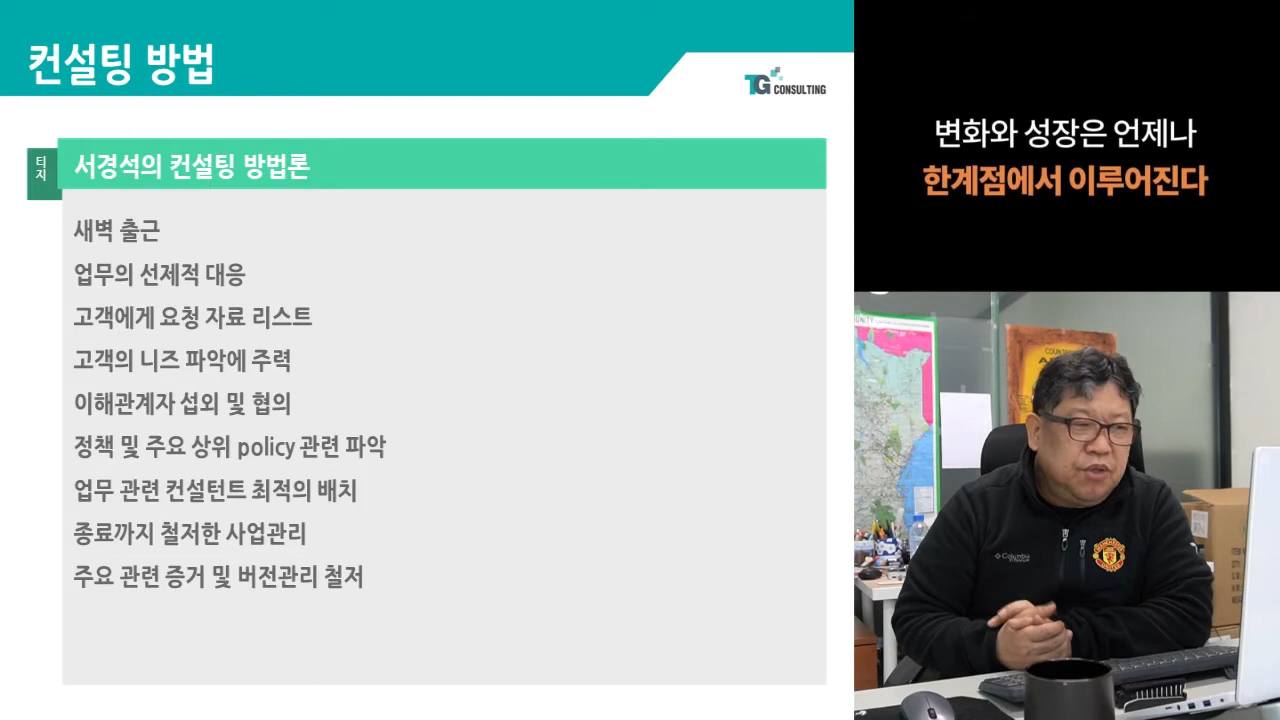 컨설팅 방법
TG CONSULTING
티
지
서경석의 컨설팅 방법론
새벽 출근
업무의 선제적 대응
고객에게 요청 자료 리스트
고객의 니즈 파악에 주력
이해관계자 섭외 및 협의
정책 및 주요 상위 policy 관련 파악
업무 관련 컨설턴트 최적의 배치
종료까지 철저한 사업관리
주요 관련 증거 및 버전관리 철저
변화와 성장은 언제나
한계점에서 이루어진다
Columbia